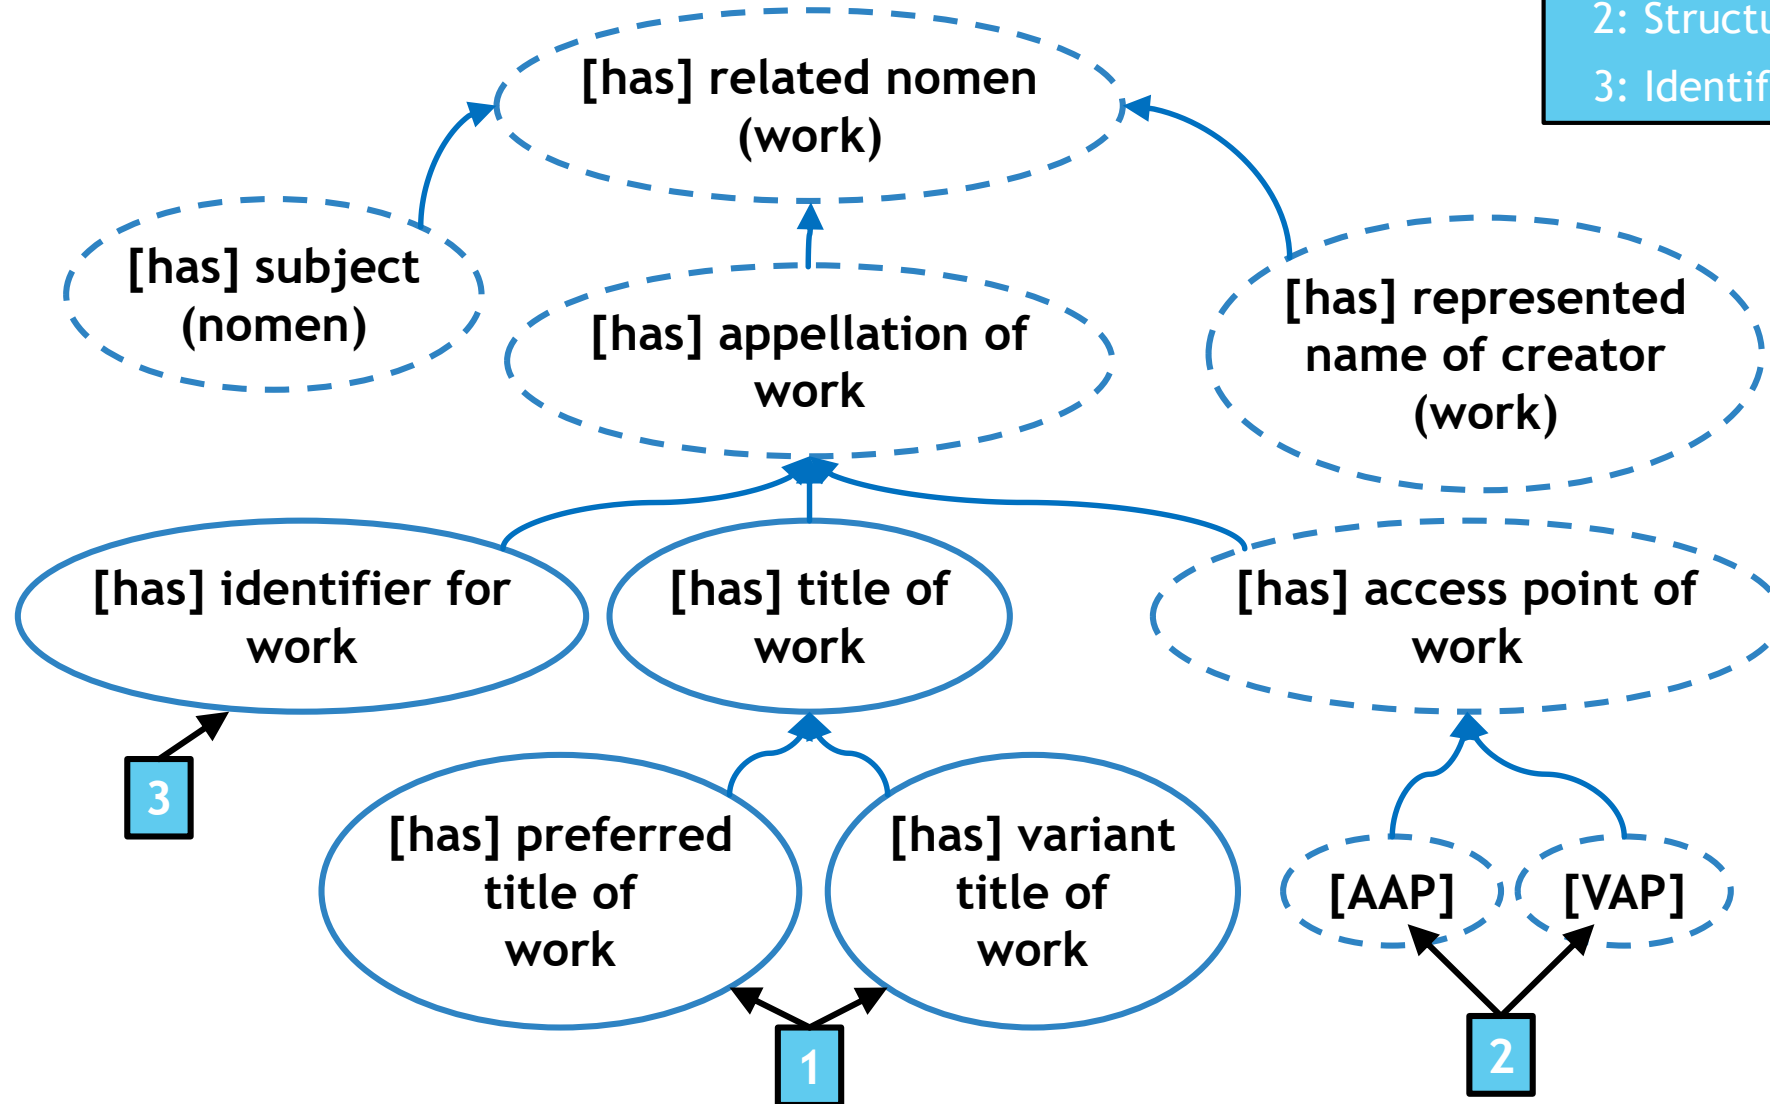 2:
3:
[has] related nomen
(work)
[has] subject
(nomen)
[has] appellation of
work
[has] represented
name of creator
(work)
[has] identifier for
work
[has] title of
work
[has] access point of
work
3
[has] preferred
title of
work
[has] variant
title of
work
[AAP]
[VAP]
1
2